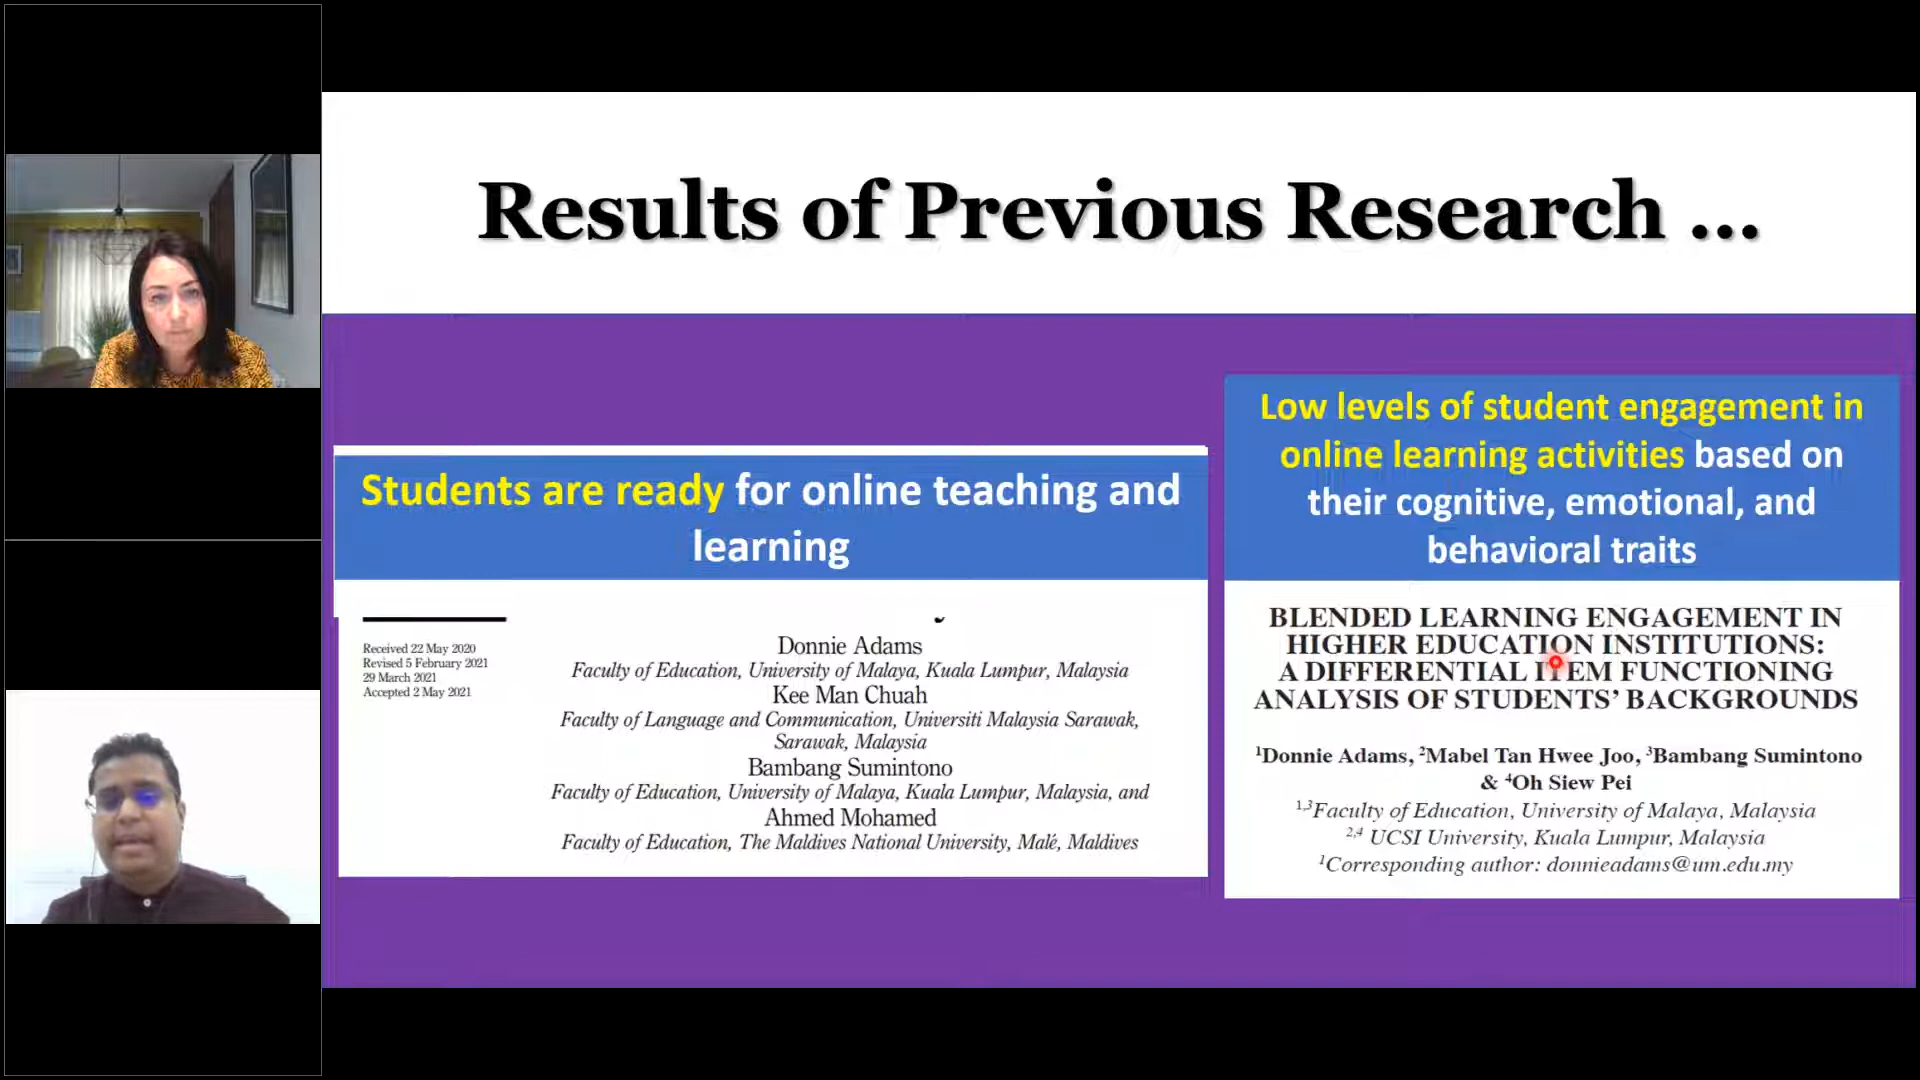 Results of Previous Research ...
Students are ready for online teaching and
learning
Received 22 May 2020
Revised 5 February 2021
29 March 2021
Accepted 2 May 2021
Donnie Adams
Faculty of Education, University of Malaya, Kuala Lumpur, Malaysia
Kee Man Chuah
Faculty of Language and Communication, Universiti Malaysia Sarawak,
Sarawak, Malaysia
Bambang Sumintono
Faculty of Education, University of Malaya, Kuala Lumpur, Malaysia, and
Ahmed Mohamed
Faculty of Education, The Maldives National University, Malé, Maldives
Low levels of student engagement in
online learning activities based on
their cognitive, emotional, and
behavioral traits
BLENDED LEARNING ENGAGEMENT IN
HIGHER EDUCATION INSTITUTIONS:
A DIFFERENTIAL ITEM FUNCTIONING
ANALYSIS OF STUDENTS’ BACKGROUNDS
¹Donnie Adams, ²Mabel Tan Hwee Joo, ³Bambang Sumintono
& ⁴Oh Siew Pei
¹,³Faculty of Education, University of Malaya, Malaysia
²,⁴ UCSI University, Kuala Lumpur, Malaysia
¹Corresponding author: donnieadams@um.edu.my